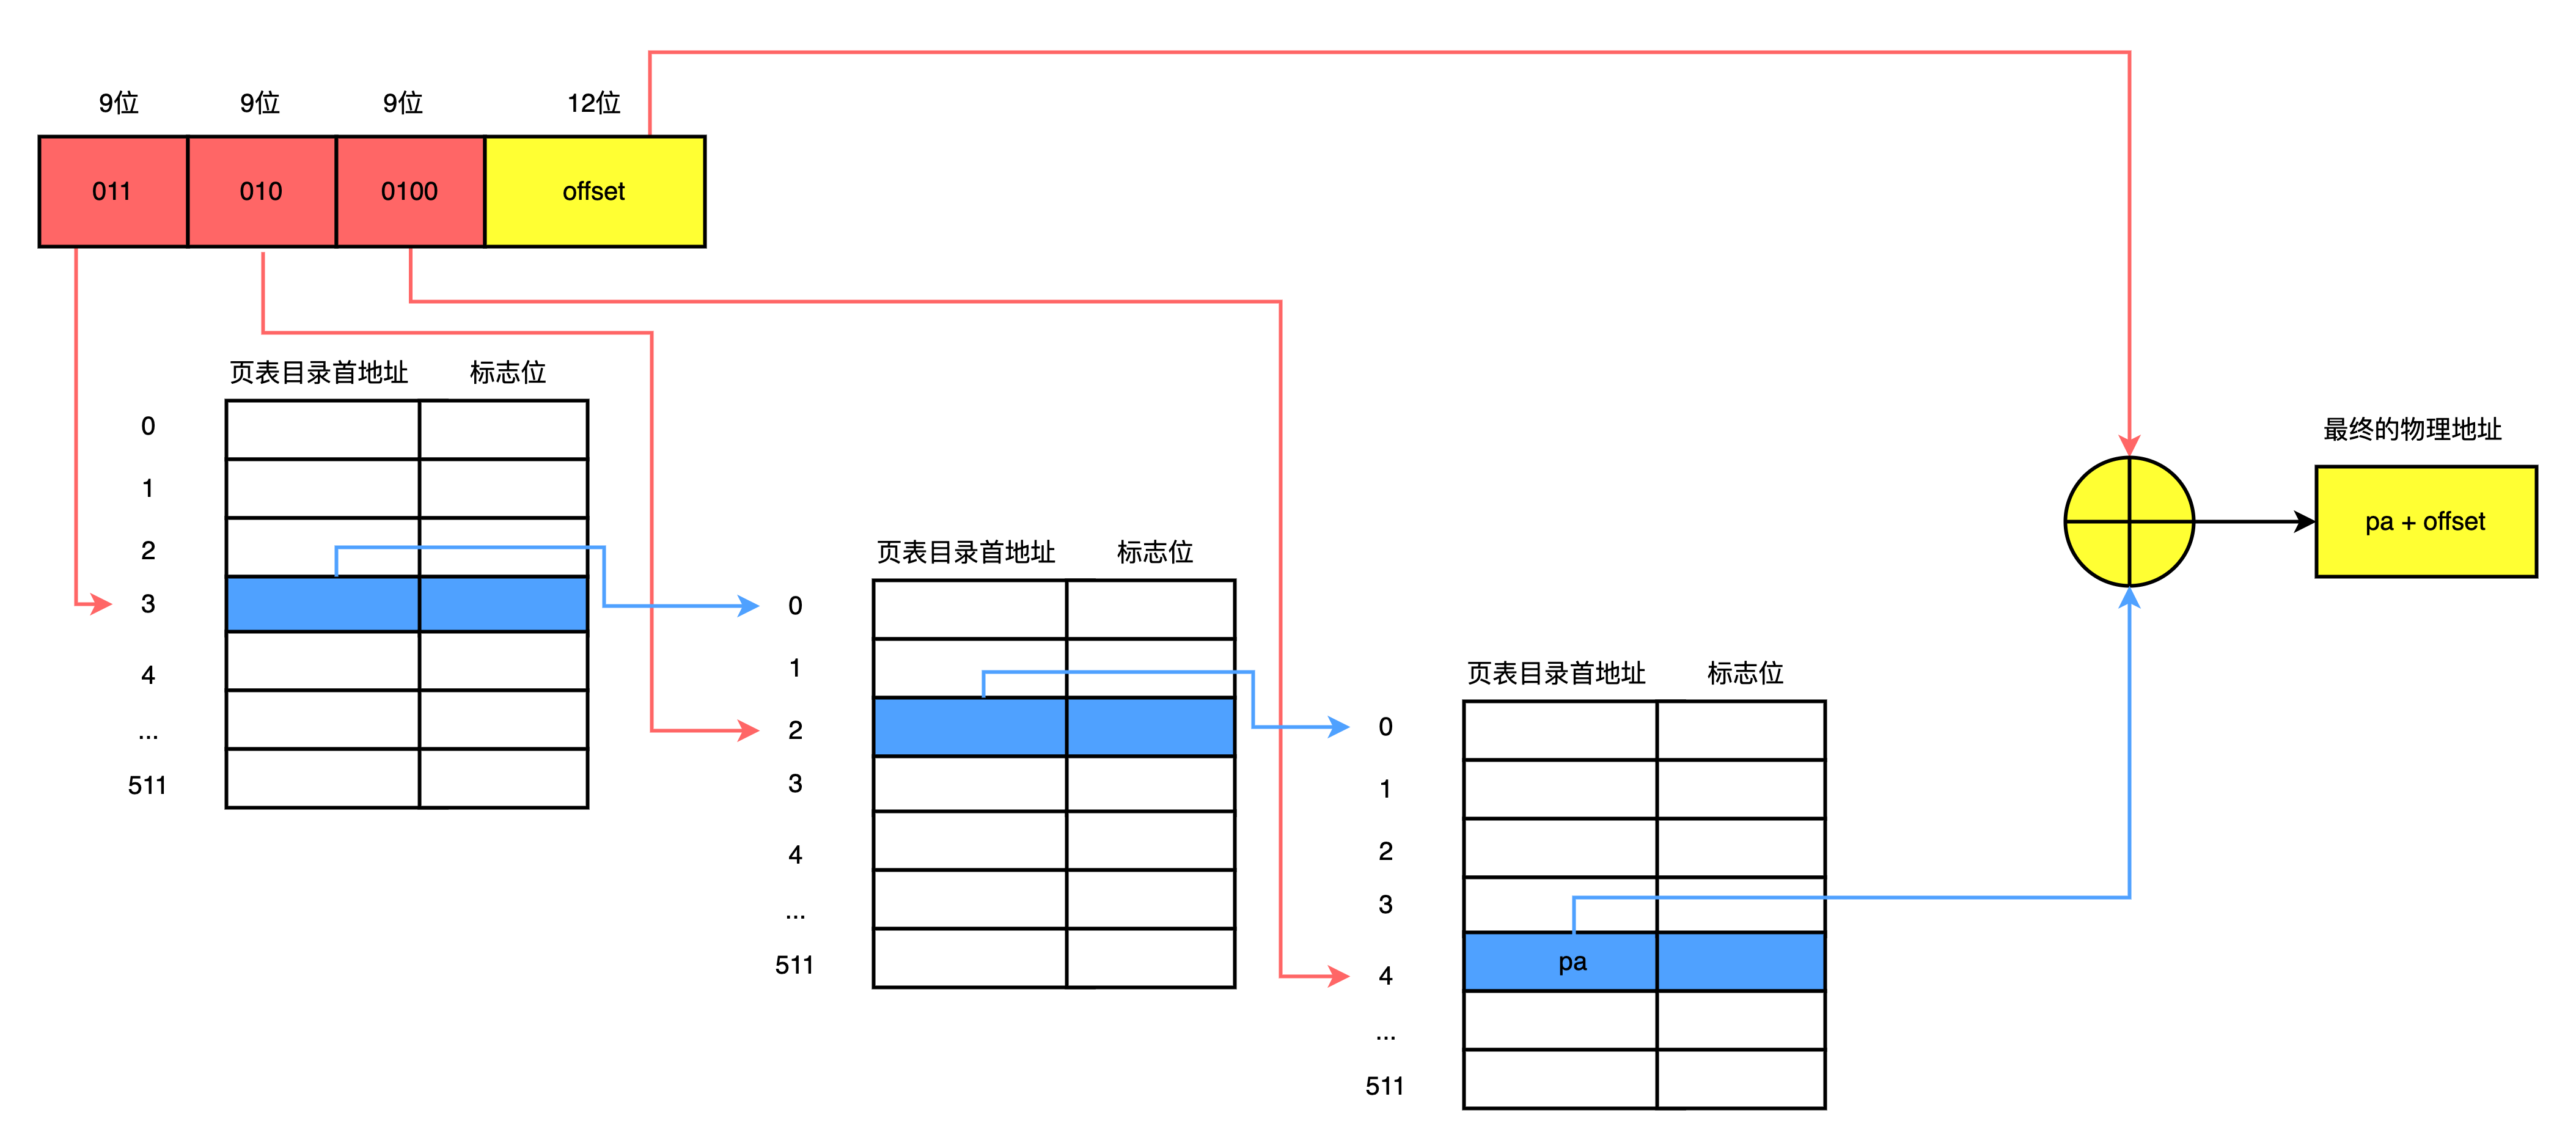 9位 9位 9位 12位
011 010 0100 offset
页表目录首地址 标志位
0
1
2
3
4
...
511
页表目录首地址 标志位
0
1
2
3
4
...
511
页表目录首地址 标志位
0
1
2
3
4
pa
...
511
最终的物理地址
pa + offset